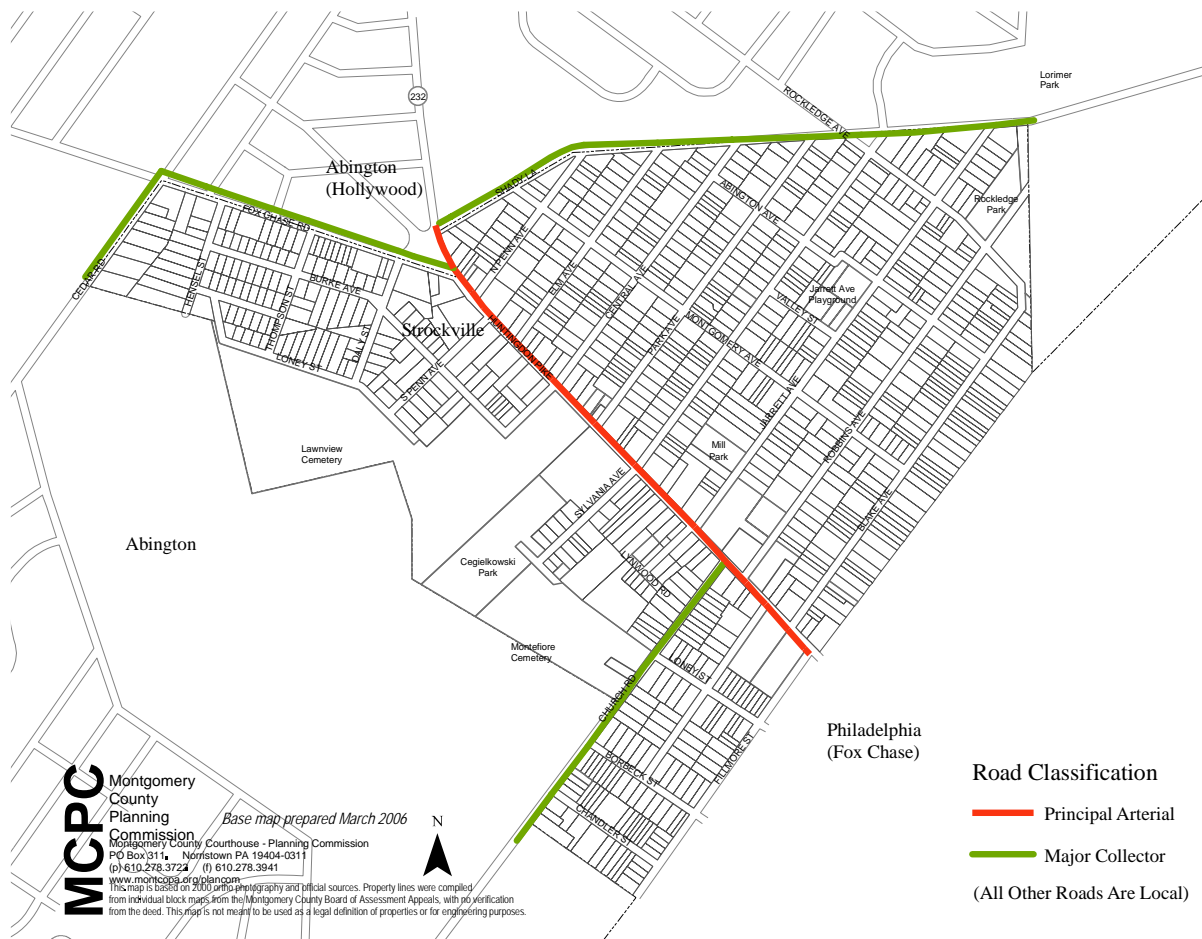 Lorimer
Park
232
ROCKLEDGE AVE
Abington
(Hollywood)
SHADY LA
ABINGTON AVE
Rockledge
Park
FOX CHASE RD
N PENN AVE
CEDAR RD
HENSEL ST
BURKE AVE
ELM AVE
CENTRAL AVE
Jarrett Ave
Playground
VALLEY ST
THOMPSON ST
DALY ST
Strockville
HUNTINGDON PIKE
PARK AVE
MONTGOMERY AVE
LONEY ST
S PENN AVE
JARRETT AVE
ROBBINS AVE
Lawnview
Cemetery
Mill
Park
SYLVANIA AVE
BLAKE AVE
Abington
Cegielkowski
Park
LYNWOOD RD
Montefiore
Cemetery
LONEY ST
CHURCH RD
Philadelphia
(Fox Chase)
FILLMORE ST
BORBECK ST
CHANDLER ST
Road Classification
Principal Arterial
Major Collector
(All Other Roads Are Local)
MCPC
Montgomery
County
Planning
Commission
Base map prepared March 2006
N
Montgomery County Courthouse - Planning Commission
PO Box 311 Norristown PA 19404-0311
(p) 610.278.3722 (f) 610.278.3941
www.montcopa.org/plancom
This map is based on 2000 ortho photography and official sources. Property lines were compiled
from individual block maps from the Montgomery County Board of Assessment Appeals, with no verification
from the deed. This map is not meant to be used as a legal definition of properties or for engineering purposes.